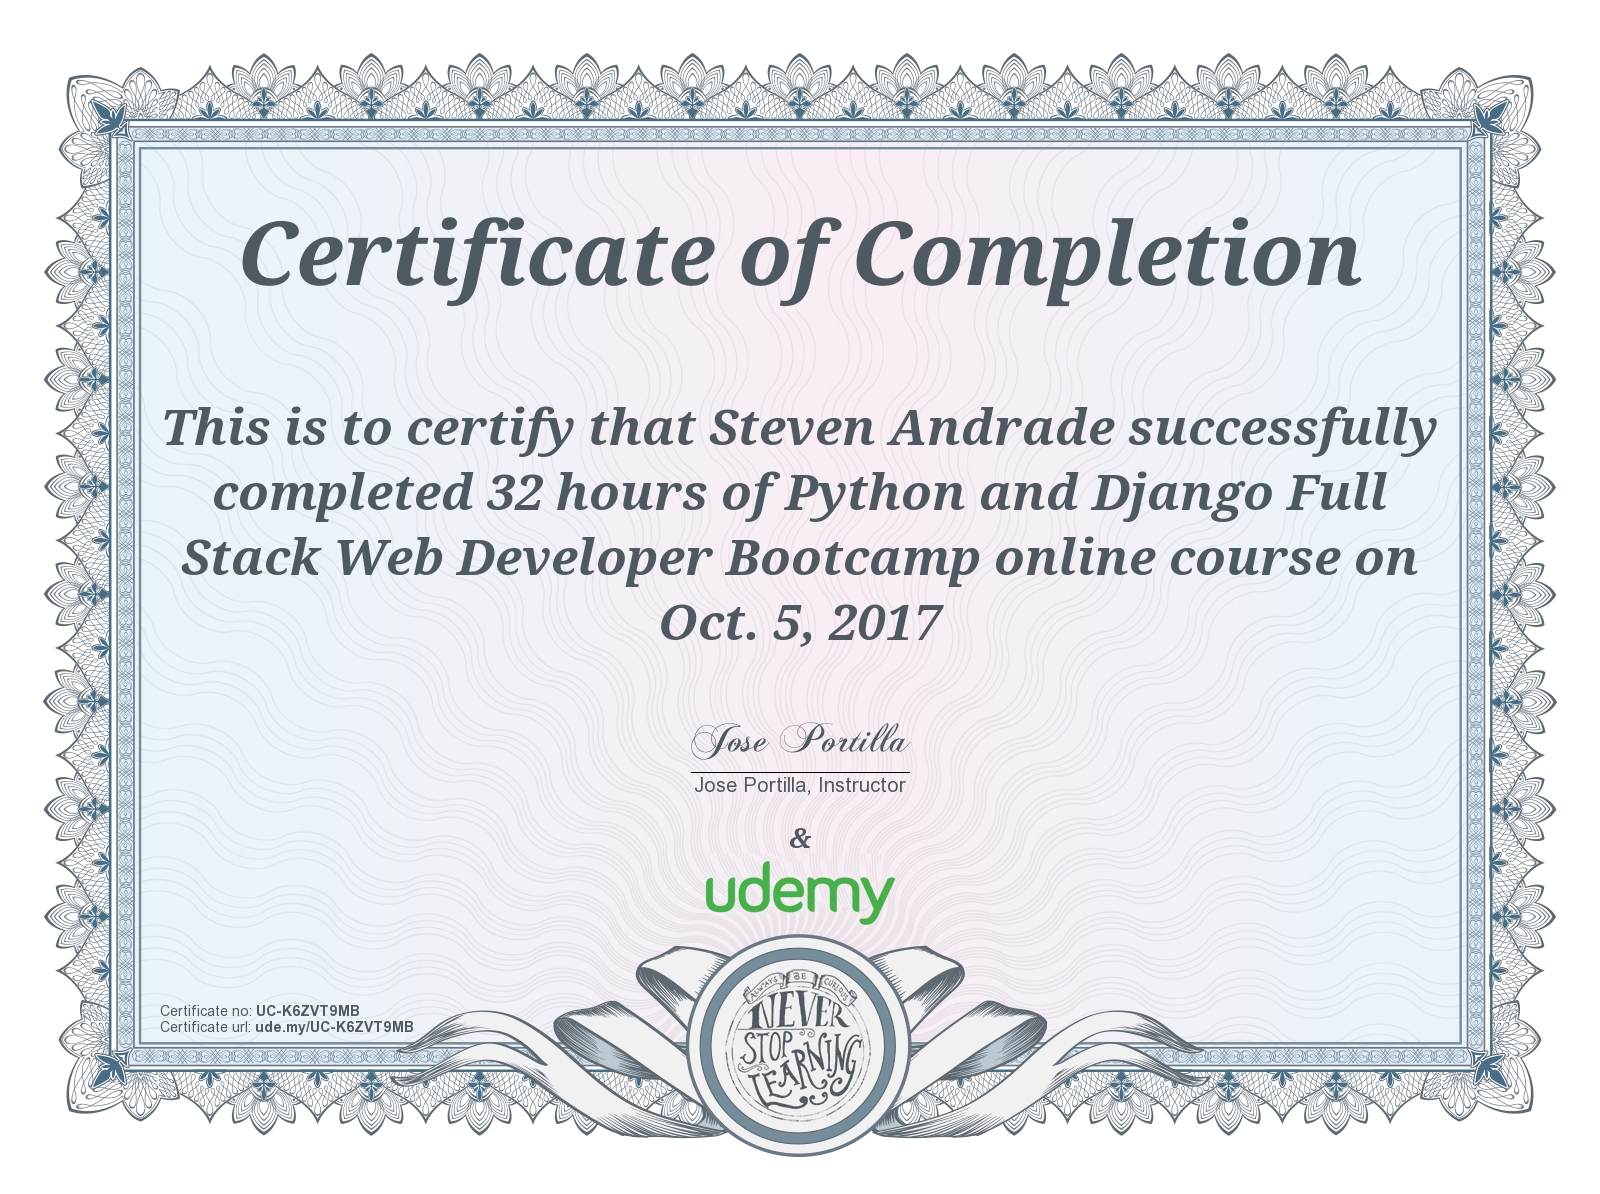 Certificate of Completion
This is to certify that Steven Andrade successfully
completed 32 hours of Python and Django Full
Stack Web Developer Bootcamp online course on
Oct. 5, 2017
Jose Portilla
Jose Portilla, Instructor
&
udemy
Certificate no: UC-K6ZVT9MB
Certificate url: ude.my/UC-K6ZVT9MB
ALWAYS BE CURIOUS
NEVER
STOP
LEARNING